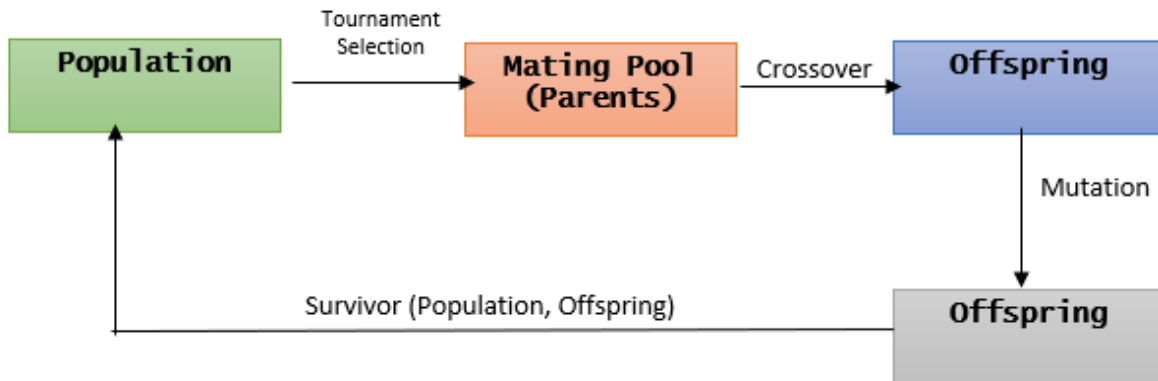 Population
Tournament
Selection
Mating Pool
(Parents)
Crossover
Offspring
Mutation
Survivor (Population, Offspring)
Offspring